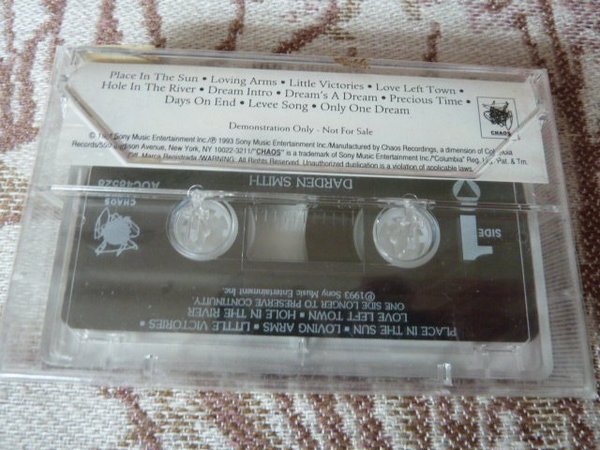 Place In The Sun • Loving Arms • Little Victories • Love Left Town •
Hole In The River • Dream Intro • Dream's A Dream • Precious Time •
Days On End • Levee Song • Only One Dream
CHAOS
Demonstration Only - Not For Sale
Sony Music Entertainment Inc./℗ 1993 Sony Music Entertainment Inc./Manufactured by Chaos Recordings, a dimension of Columbia
Records/550 Madison Avenue, New York, NY 10022-3211/"CHAOS" is a trademark of Sony Music Entertainment Inc./"Columbia" Reg. Pat. & Tm.
Off. Marca Registrada./WARNING: All Rights Reserved. Unauthorized duplication is a violation of applicable laws.
DARDEN SMITH
CHAOS
SIDE
1
PLACE IN THE SUN • LOVING ARMS • LITTLE VICTORIES •
LOVE LEFT TOWN • HOLE IN THE RIVER
ONE SIDE LONGER TO PRESERVE CONTINUITY.
℗1993 Sony Music Entertainment Inc.